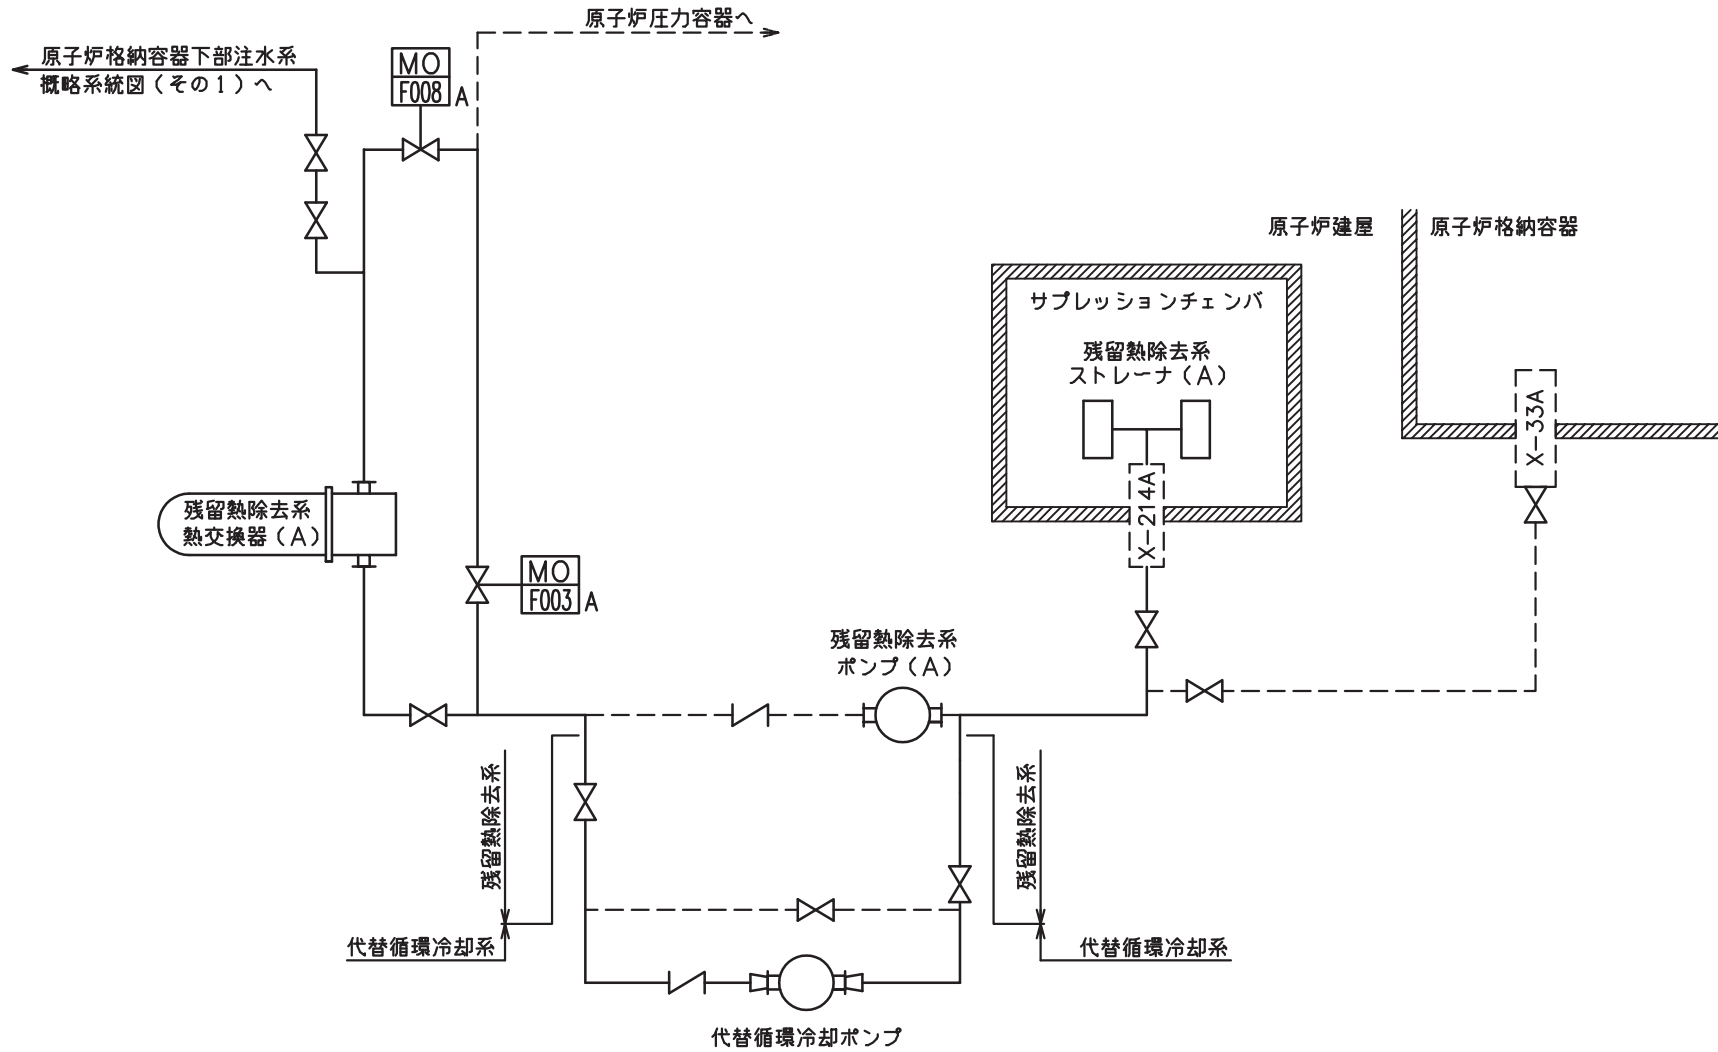 原子炉圧力容器へ
原子炉格納容器下部注水系
概略系統図（その１）へ
MO
F008 A
原子炉建屋
原子炉格納容器
サプレッションチェンバ
残留熱除去系
ストレーナ（A）
X−33A
X−214A
残留熱除去系
熱交換器（A）
MO
F003 A
残留熱除去系
ポンプ（A）
残留熱除去系
残留熱除去系
代替循環冷却系
代替循環冷却系
代替循環冷却ポンプ